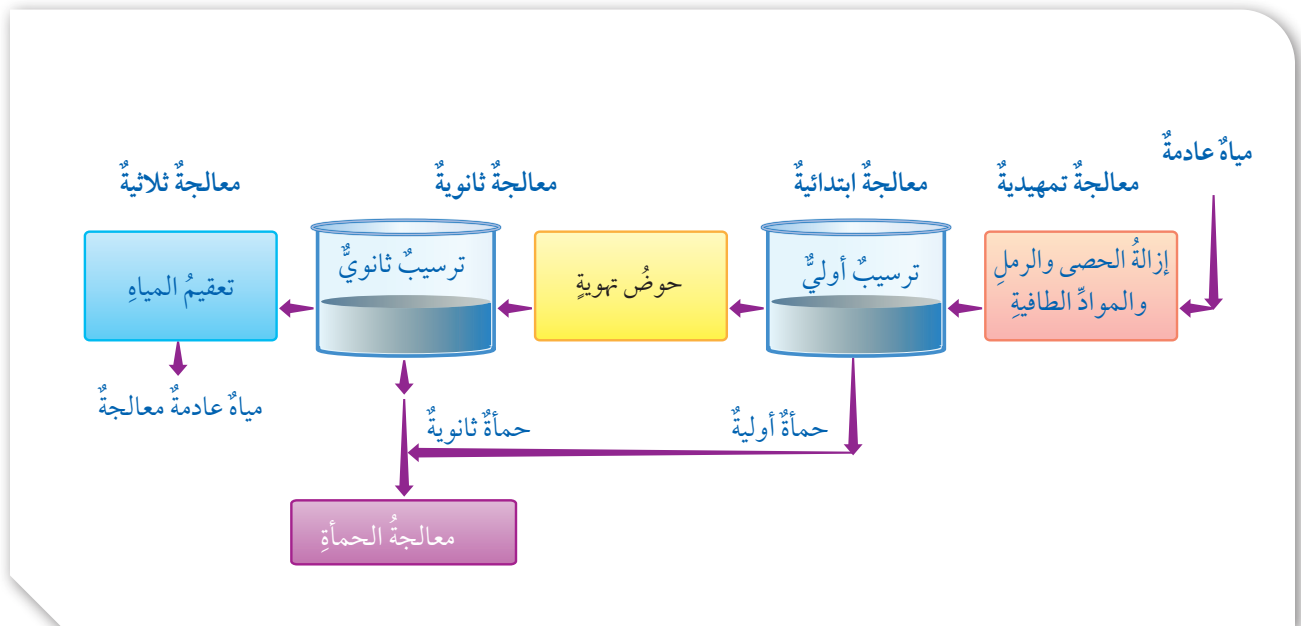 مياهٌ عادمةٌ
معالجةٌ تمهيديةٌ
معالجةٌ ابتدائيةٌ
معالجةٌ ثانويةٌ
معالجةٌ ثلاثيةٌ
إزالةُ الحصى والرملِ
والموادِّ الطافيةِ
ترسيبٌ أوليٌّ
حوضُ تهويةٍ
ترسيبٌ ثانويٌّ
تعقيمُ المياهِ
حمأةٌ أوليةٌ
حمأةٌ ثانويةٌ
مياهٌ عادمةٌ معالجةٌ
معالجةُ الحمأةِ